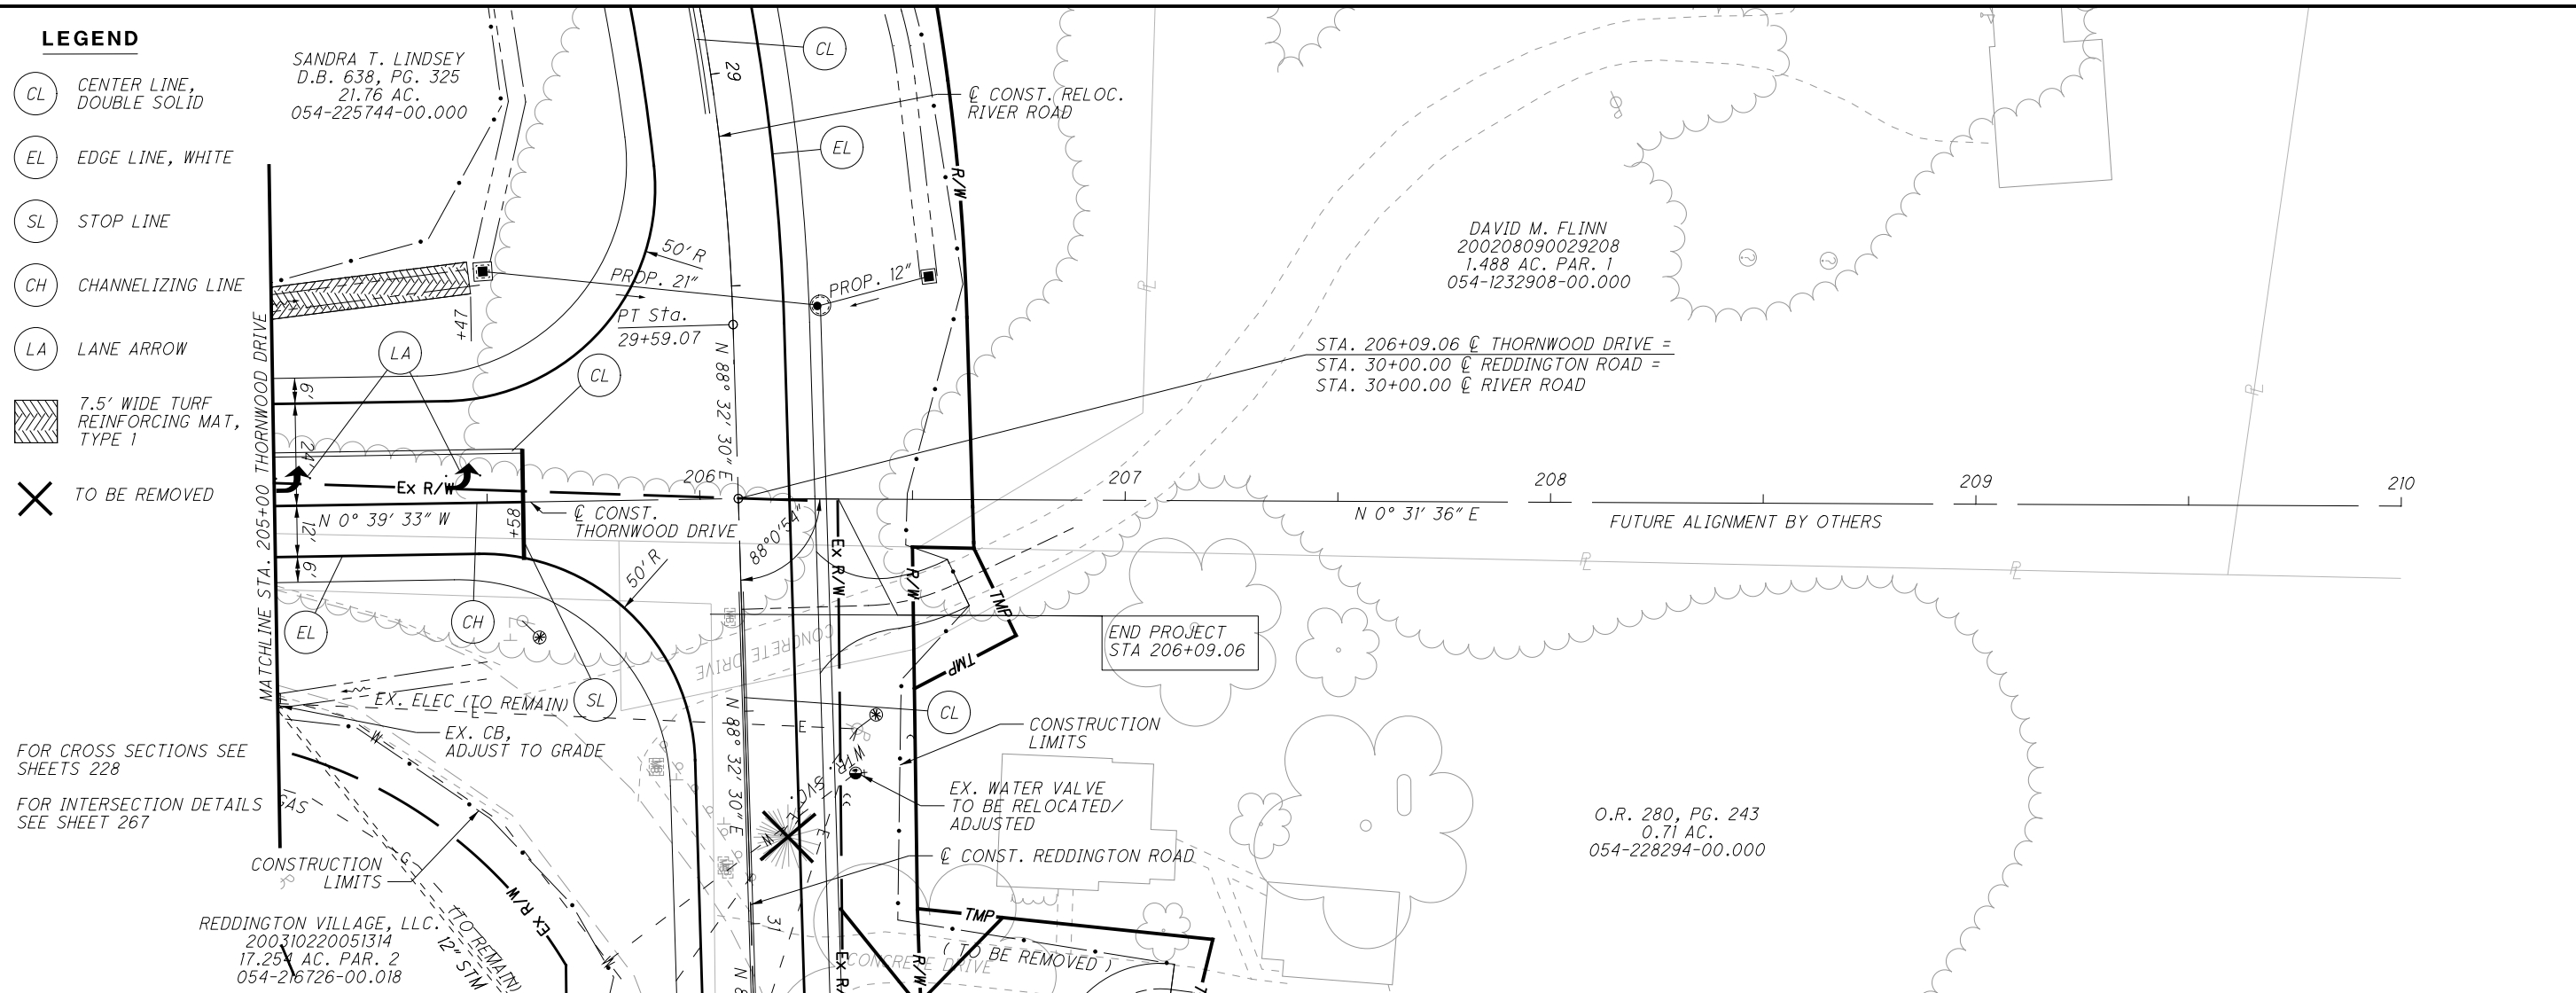 LEGEND
CL
CENTER LINE,
DOUBLE SOLID
EL
EDGE LINE, WHITE
SL
STOP LINE
CH
CHANNELIZING LINE
LA
LANE ARROW
7.5' WIDE TURF
REINFORCING MAT,
TYPE 1
TO BE REMOVED
FOR CROSS SECTIONS SEE
SHEETS 228
FOR INTERSECTION DETAILS
SEE SHEET 267
SANDRA T. LINDSEY
D.B. 638, PG. 325
21.76 AC.
054-225744-00.000
MATCHLINE STA. 205+00 THORNWOOD DRIVE
29
CL
℄ CONST. RELOC.
RIVER ROAD
EL
R/W
50' R
PROP. 21"
PROP. 12"
+47
PT Sta.
29+59.07
N 88° 32' 30" E
LA
CL
6'
24'
12'
6'
Ex R/W
N 0° 39' 33" W
+58
206
℄ CONST.
THORNWOOD DRIVE
88°0'54"
50' R
Ex R/W
R/W
TMP
TMP
EL
CH
SL
CL
CONCRETE DRIVE
EX. ELEC (TO REMAIN)
E
E
EX. CB,
ADJUST TO GRADE
W
GAS
G
CONSTRUCTION
LIMITS
Ex R/W
(TO REMAIN)
12" STM
W
REDDINGTON VILLAGE, LLC.
200310220051314
17.254 AC. PAR. 2
054-216726-00.018
N 88° 32' 30" E
31
N 8
WTR. SVC.
W
E
E
CONSTRUCTION
LIMITS
EX. WATER VALVE
TO BE RELOCATED/
ADJUSTED
℄ CONST. REDDINGTON ROAD
TMP
( TO BE REMOVED )
CONCRETE DRIVE
Ex R/
R/W
END PROJECT
STA 206+09.06
STA. 206+09.06 ℄ THORNWOOD DRIVE =
STA. 30+00.00 ℄ REDDINGTON ROAD =
STA. 30+00.00 ℄ RIVER ROAD
DAVID M. FLINN
200208090029208
1.488 AC. PAR. 1
054-1232908-00.000
207
208
209
210
N 0° 31' 36" E
FUTURE ALIGNMENT BY OTHERS
PL
PL
PL
PL
O.R. 280, PG. 243
0.71 AC.
054-228294-00.000